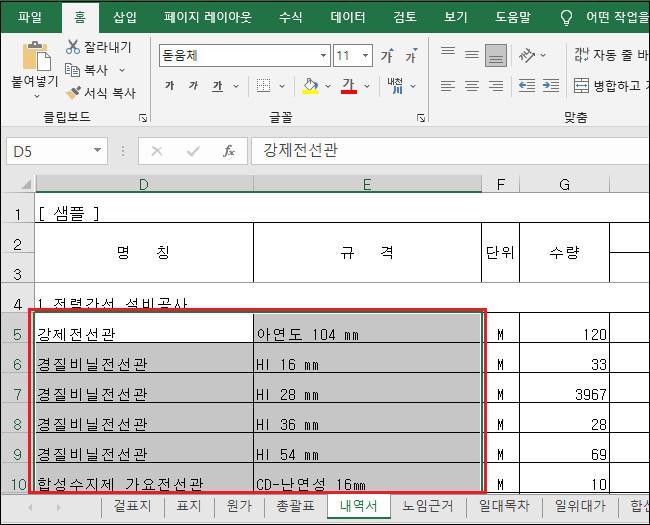 파일 홈 삽입 페이지 레이아웃 수식 데이터 검토 보기 도움말 어떤 작업을
잘라내기
붙여넣기
복사
서식 복사
클립보드
돋움체 11 가 가
가 가 가 가 가 내천
글꼴
자동 줄 바
병합하고 가
맞춤
D5 fx 강제전선관
D E F G
1 [ 샘플 ]
2 명 칭 규 격 단위 수량
3
4 1. 전력간선 설비공사
5 강제전선관 아연도 104 mm M 120
6 경질비닐전선관 HI 16 mm M 33
7 경질비닐전선관 HI 28 mm M 3967
8 경질비닐전선관 HI 36 mm M 28
9 경질비닐전선관 HI 54 mm M 69
10 합성수지제 가요전선관 CD-난연성 16mm M 10
겉표지 표지 원가 총괄표 내역서 노임근거 일대목차 일위대가 합산